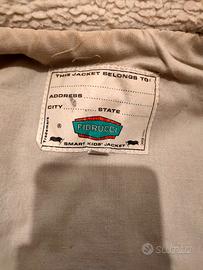 THIS JACKET BELONGS TO:
ADDRESS
CITY STATE
FIORUCCI
®
SMART KIDS' JACKET
Subito